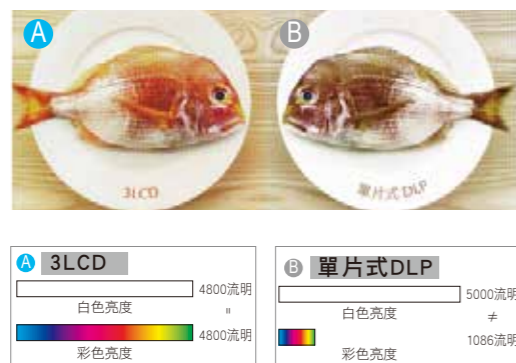 A
B
3LCD
單片式DLP
A 3LCD
4800流明
白色亮度
=
4800流明
彩色亮度
B 單片式DLP
5000流明
白色亮度
≠
1086流明
彩色亮度